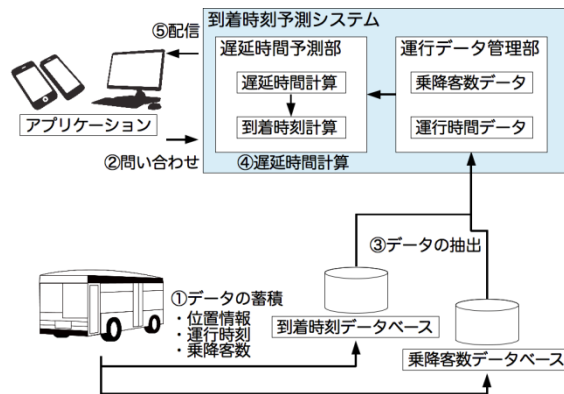 到着時刻予測システム
⑤配信
遅延時間予測部
運行データ管理部
遅延時間計算
乗降客数データ
到着時刻計算
運行時間データ
アプリケーション
②問い合わせ
④遅延時間計算
③データの抽出
①データの蓄積
・位置情報
・運行時刻
・乗降客数
到着時刻データベース
乗降客数データベース